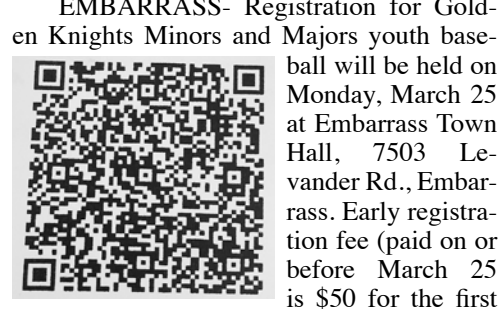 EMBARRASS- Registration for Gold-
en Knights Minors and Majors youth base-
ball will be held on
Monday, March 25
at Embarrass Town
Hall, 7503 Le-
vander Rd., Embar-
rass. Early registra-
tion fee (paid on or
before March 25
is $50 for the first